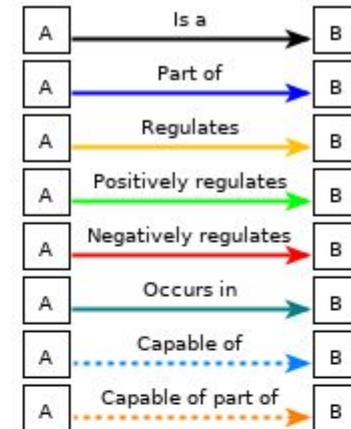 A Is a B
A Part of B
A Regulates B
A Positively regulates B
A Negatively regulates B
A Occurs in B
A Capable of B
A Capable of part of B